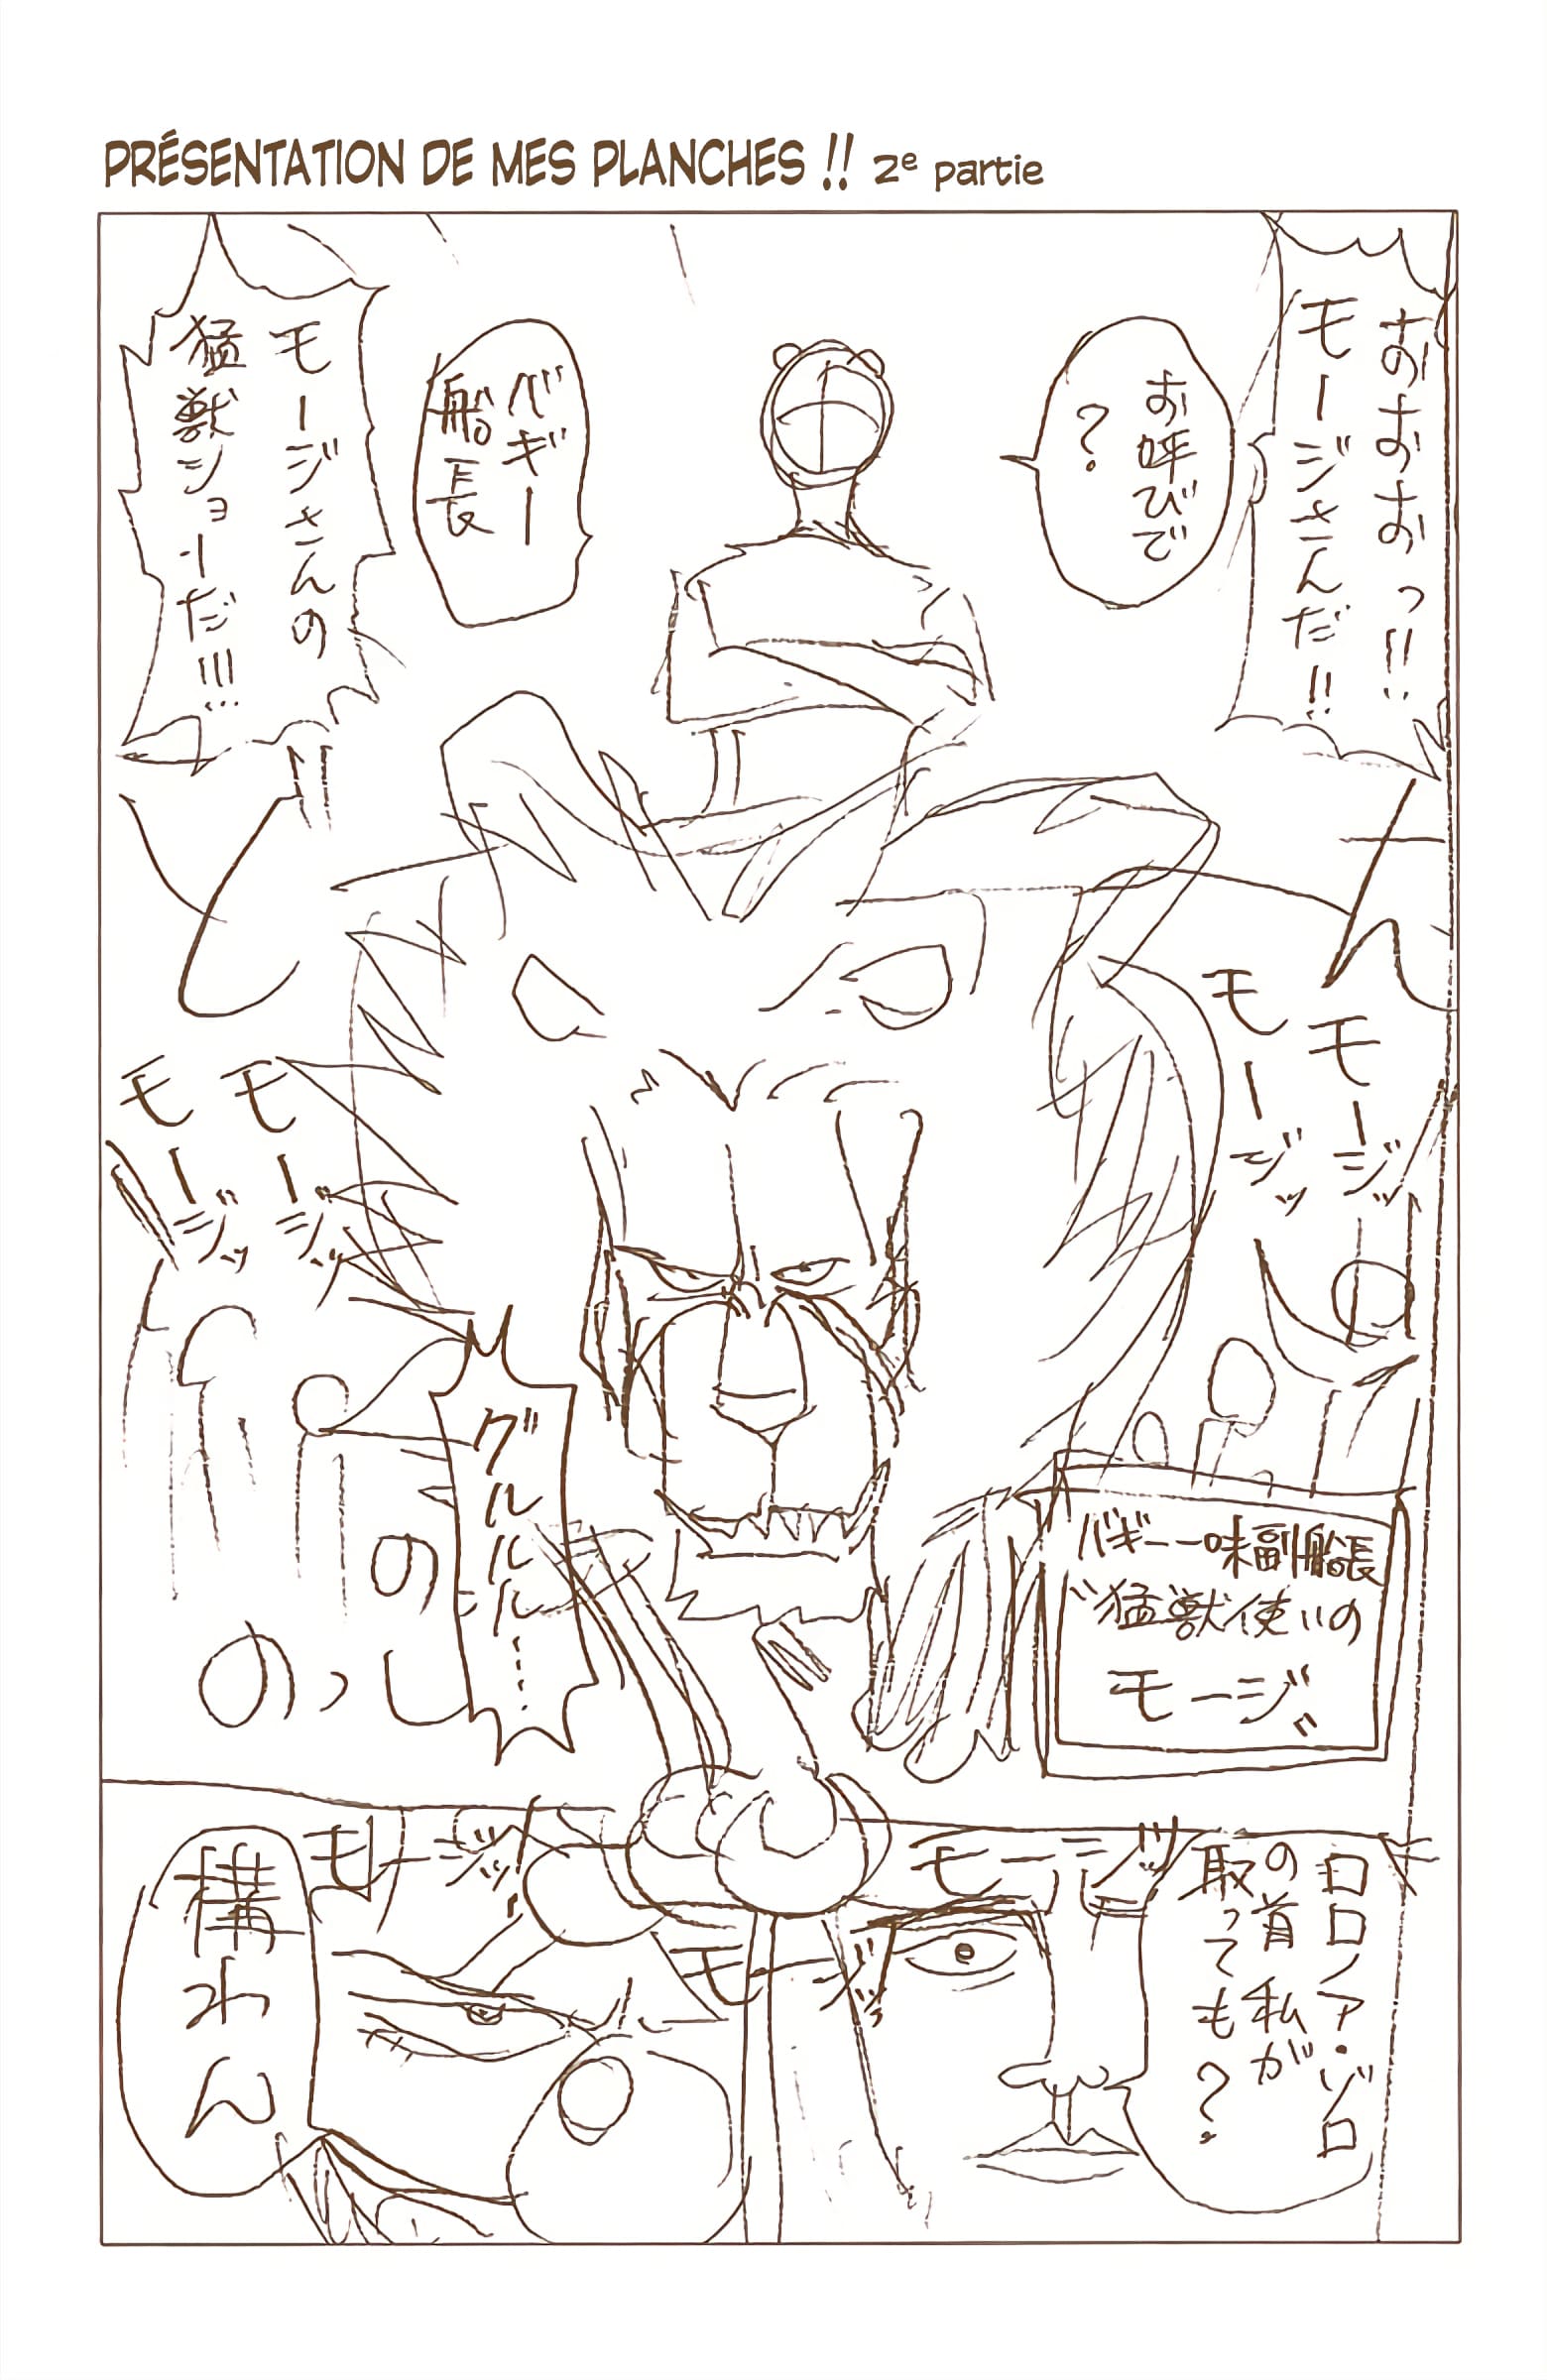 PRÉSENTATION DE MES PLANCHES !! 2e partie
おおおっ!!
モージさんだ!!
お呼びで
?
バギー
船長
モージさんの
猛獣ショーだ!!!
どん
モージッ
モージッ
モージッ
モージッ
グルルルル…
のっし
の
バギー一味副船長
“猛獣使い”の
モージ
ロロノア・ゾロ
の首私が
取っても?
モージッ
モージッ
モージッ
構わん